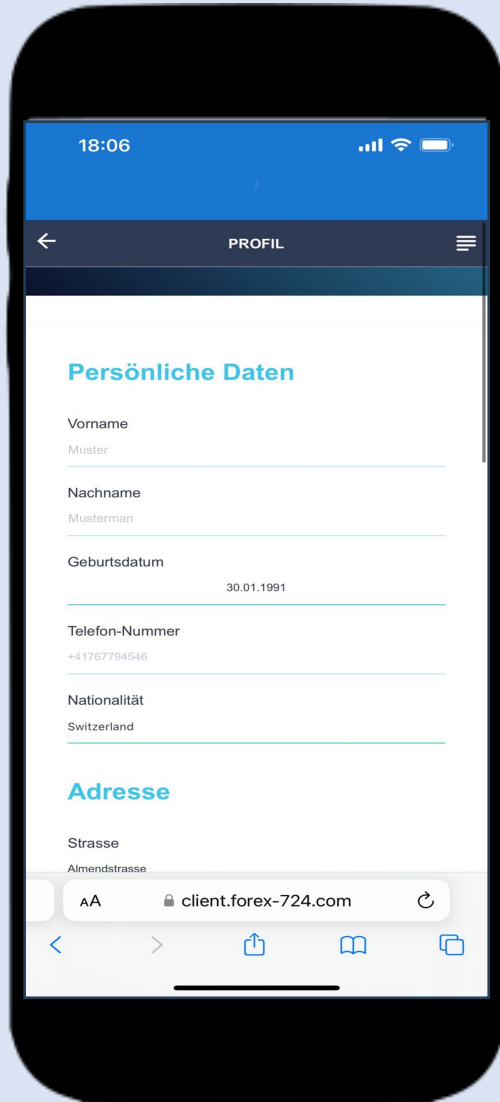 18:06
PROFIL
Persönliche Daten
Vorname
Muster
Nachname
Musterman
Geburtsdatum
30.01.1991
Telefon-Nummer
+41767794546
Nationalität
Switzerland
Adresse
Strasse
Almendstrasse
AA client.forex-724.com